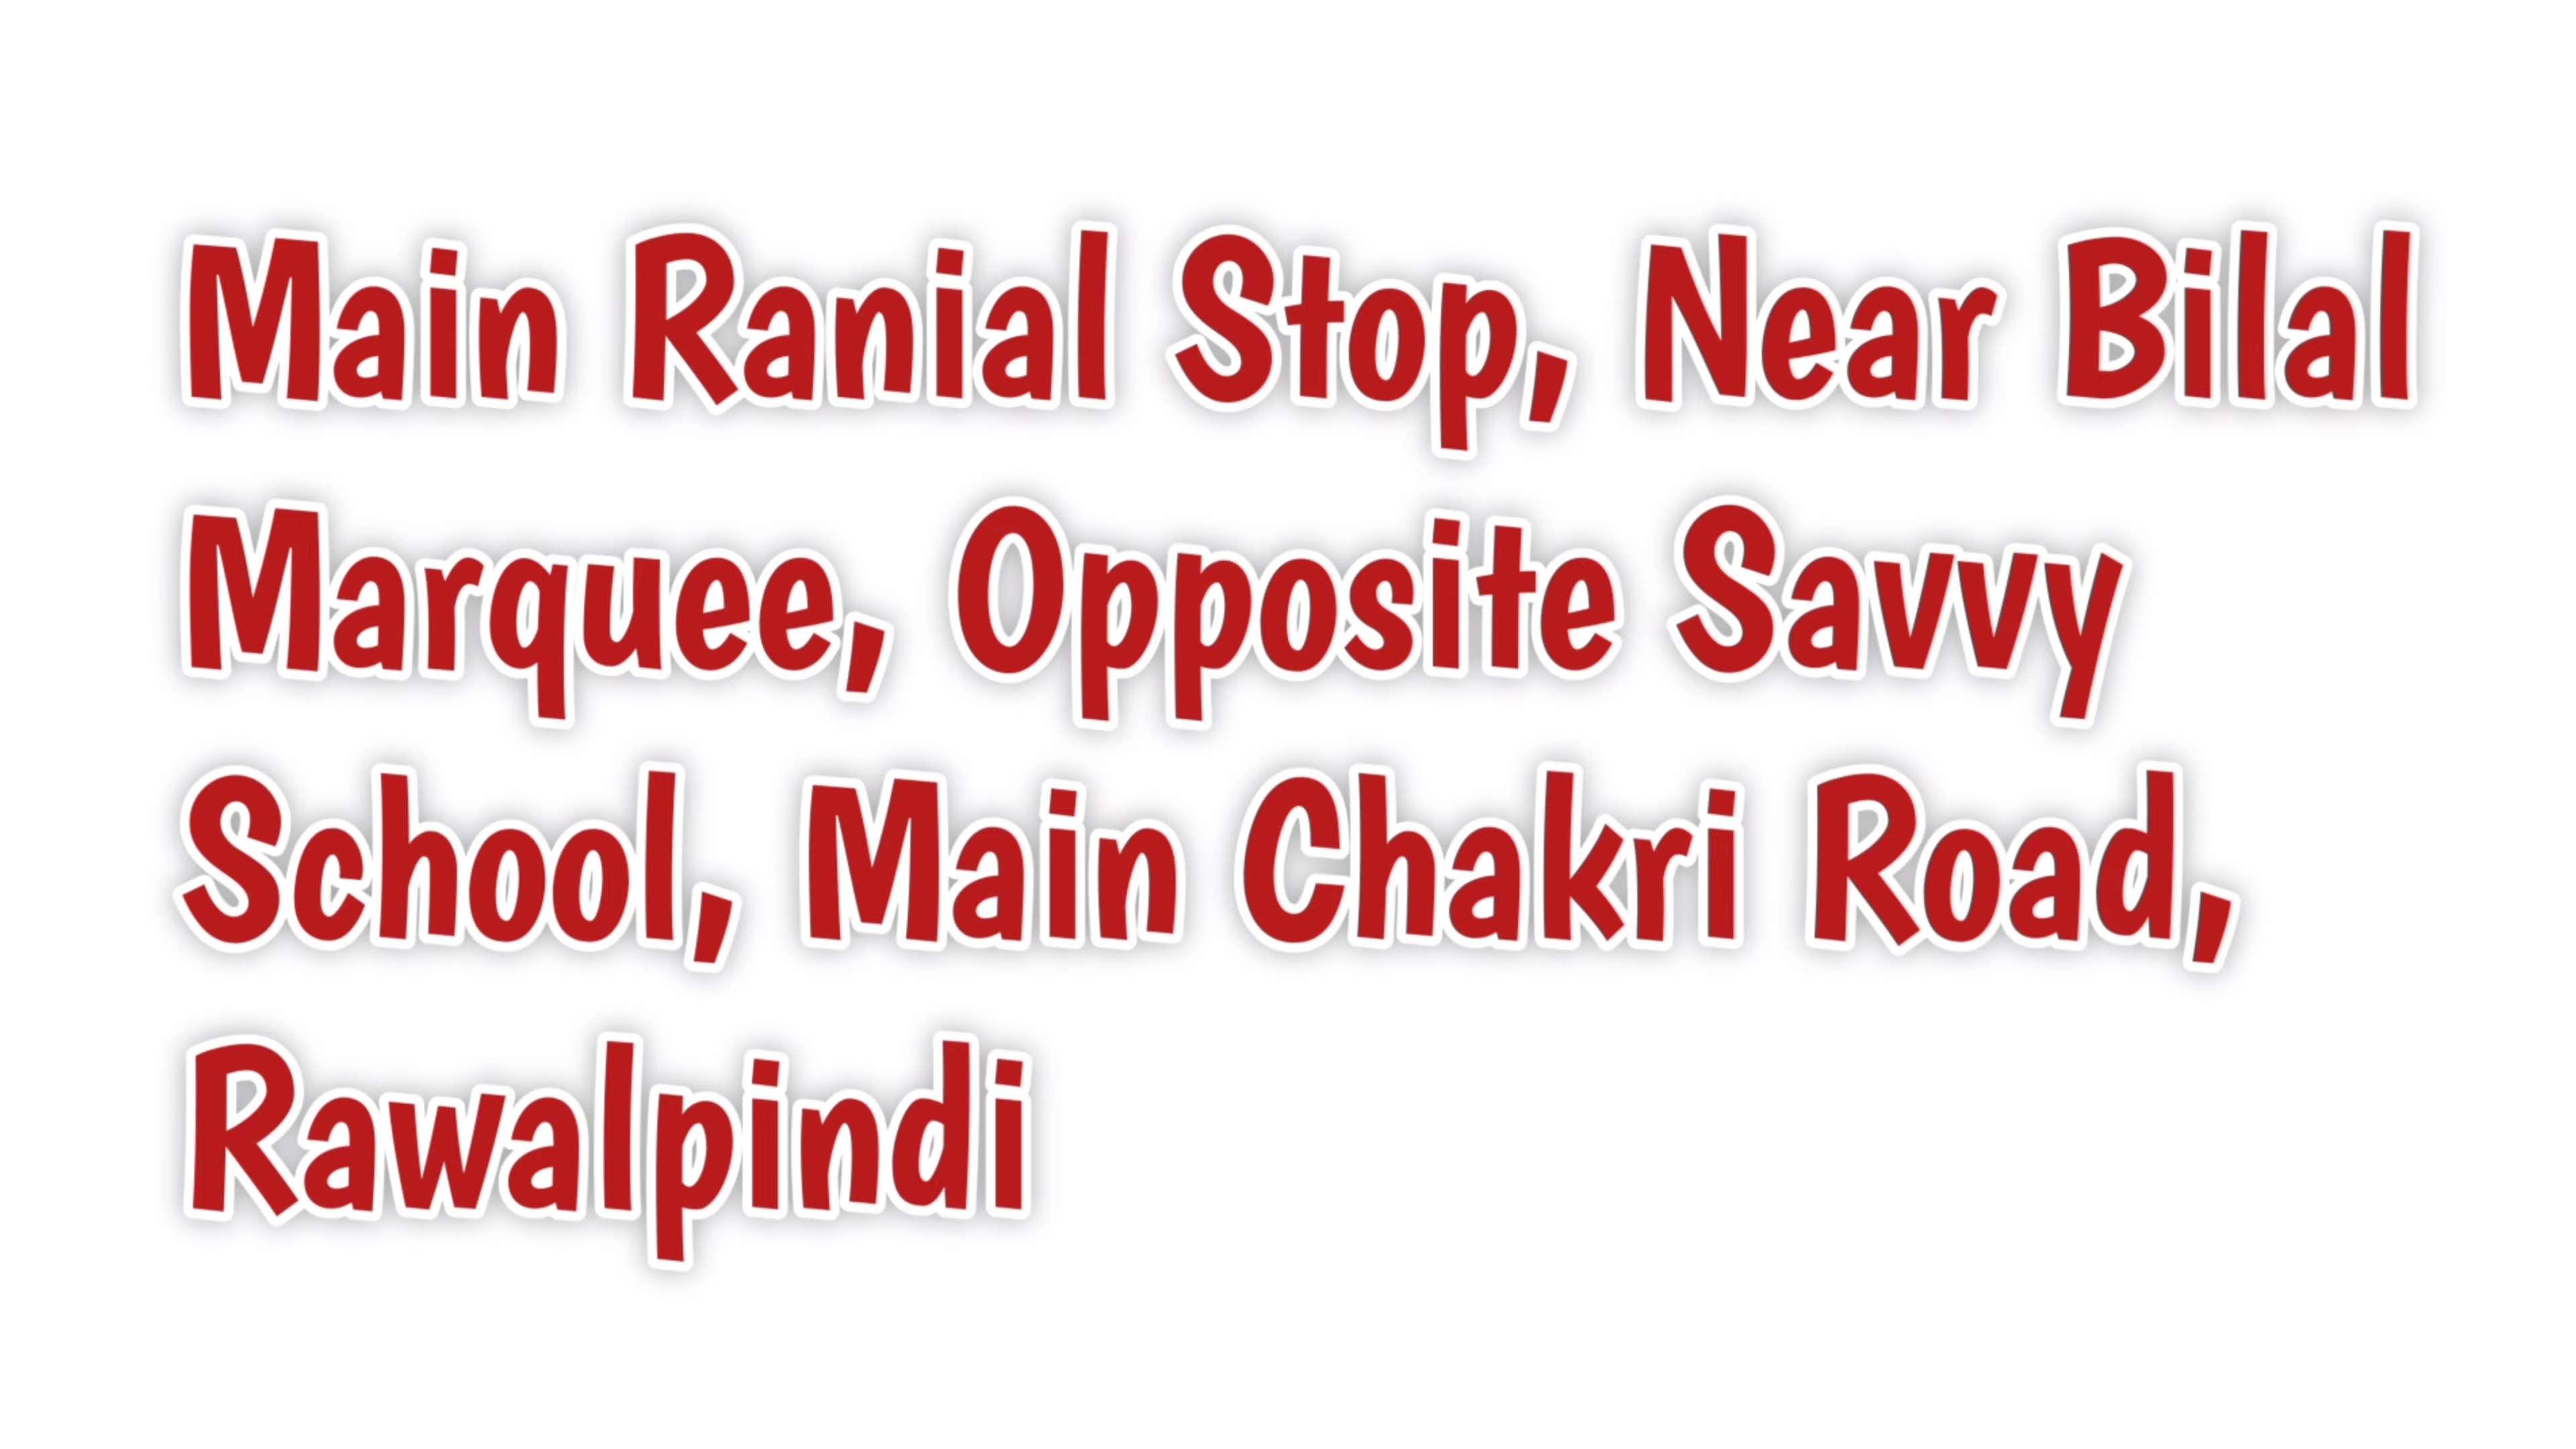 Main Ranial Stop, Near Bilal
Marquee, Opposite Savvy
School, Main Chakri Road,
Rawalpindi